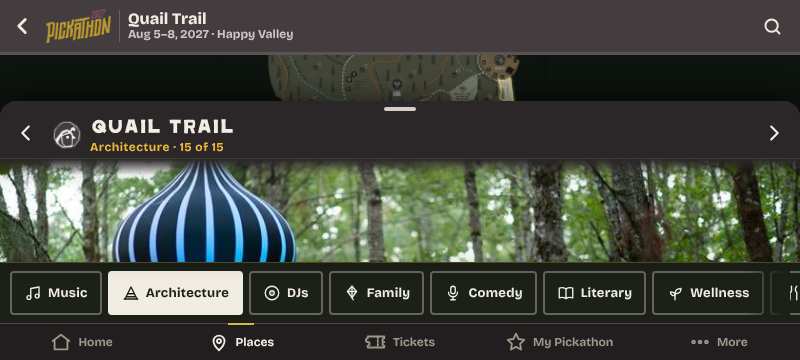 PICKATHON
Quail Trail
Aug 5–8, 2027 · Happy Valley
QUAIL TRAIL
Architecture · 15 of 15
Music
Architecture
DJs
Family
Comedy
Literary
Wellness
Home
Places
Tickets
My Pickathon
More